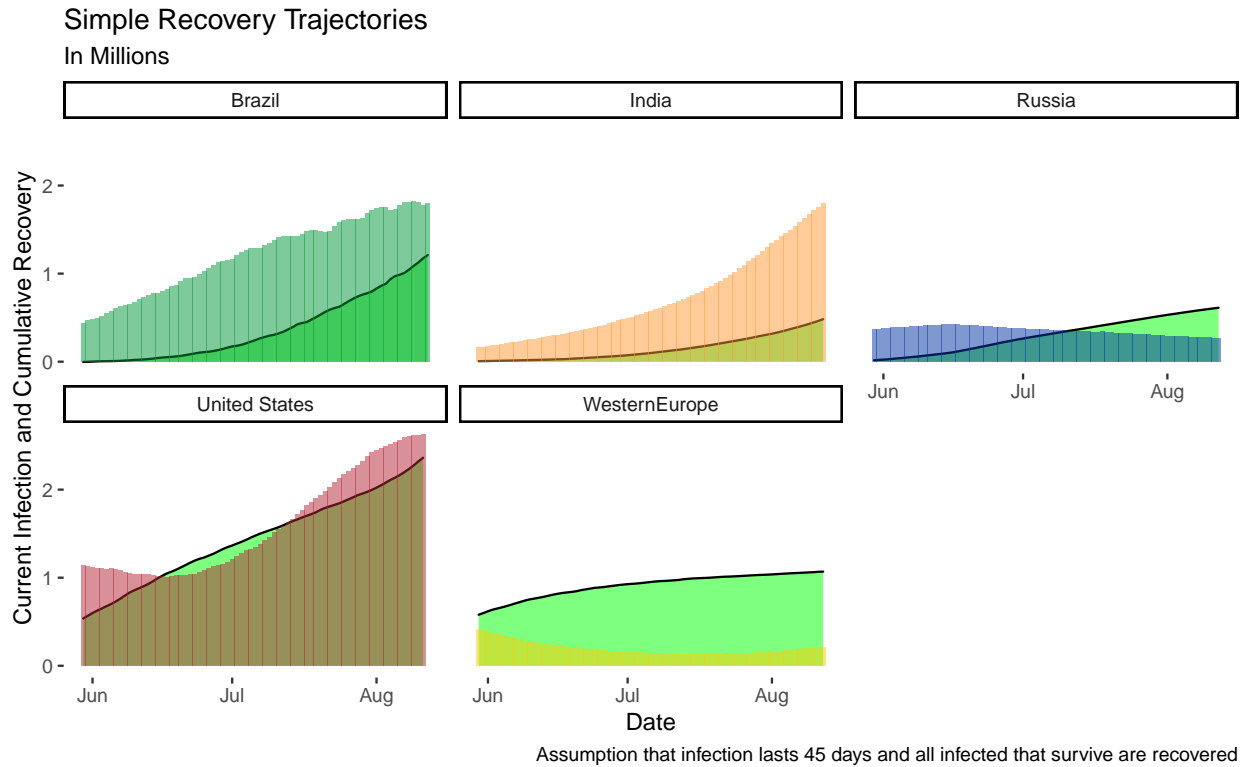 Simple Recovery Trajectories
In Millions
Brazil
India
Russia
Current Infection and Cumulative Recovery
2
1
0
Jun Jul Aug
United States
WesternEurope
2
1
0
Jun Jul Aug
Jun Jul Aug
Date
Assumption that infection lasts 45 days and all infected that survive are recovered